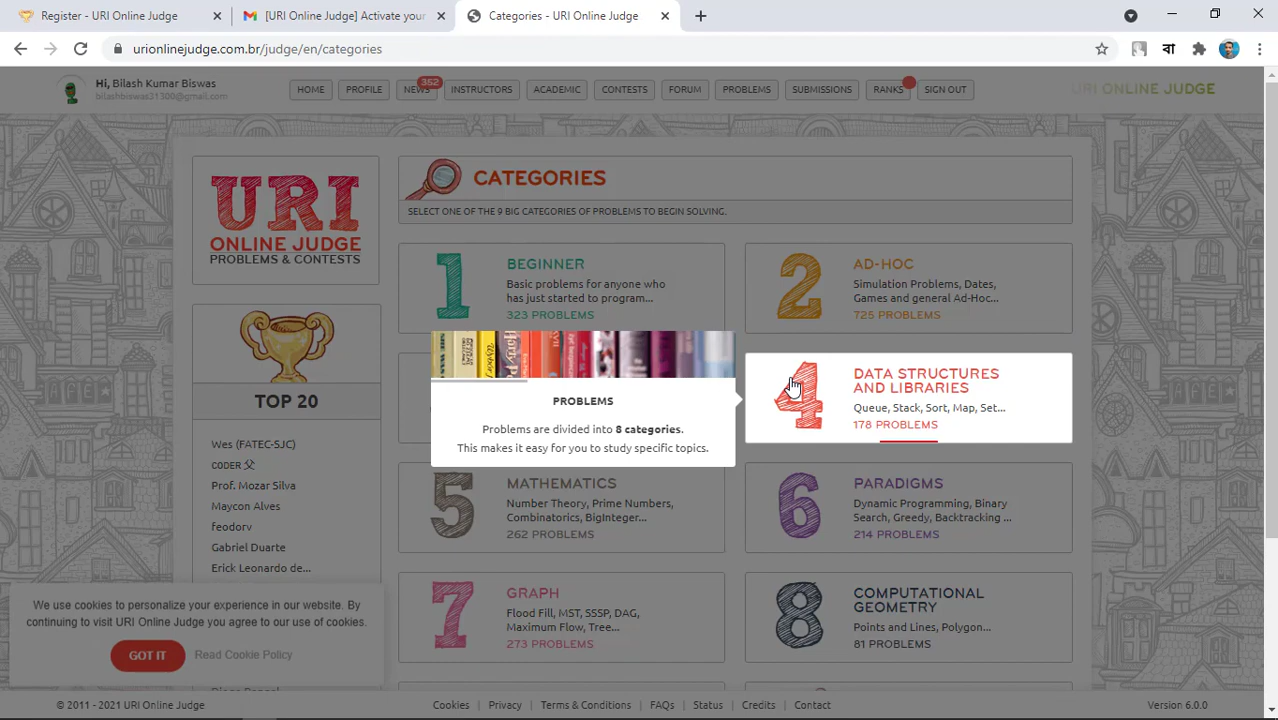 Register - URI Online Judge
[URI Online Judge] Activate your
Categories - URI Online Judge
urionlinejudge.com.br/judge/en/categories
বা
Hi, Bilash Kumar Biswas
bilashbiswas31300@gmail.com
HOME
PROFILE
NEWS
352
INSTRUCTORS
ACADEMIC
CONTESTS
FORUM
PROBLEMS
SUBMISSIONS
RANKS
SIGN OUT
URI ONLINE JUDGE
URI
ONLINE JUDGE
PROBLEMS & CONTESTS
CATEGORIES
SELECT ONE OF THE 9 BIG CATEGORIES OF PROBLEMS TO BEGIN SOLVING.
1
BEGINNER
Basic problems for anyone who
has just started to program...
323 PROBLEMS
2
AD-HOC
Simulation Problems, Dates,
Games and general Ad-Hoc...
725 PROBLEMS
PROBLEMS
Problems are divided into 8 categories.
This makes it easy for you to study specific topics.
4
DATA STRUCTURES
AND LIBRARIES
Queue, Stack, Sort, Map, Set...
178 PROBLEMS
5
MATHEMATICS
Number Theory, Prime Numbers,
Combinatorics, BigInteger...
262 PROBLEMS
6
PARADIGMS
Dynamic Programming, Binary
Search, Greedy, Backtracking ...
214 PROBLEMS
7
GRAPH
Flood Fill, MST, SSSP, DAG,
Maximum Flow, Tree...
273 PROBLEMS
8
COMPUTATIONAL
GEOMETRY
Points and Lines, Polygon...
81 PROBLEMS
TOP 20
Wes (FATEC-SJC)
CODER 父
Prof. Mozar Silva
Maycon Alves
feodorv
Gabriel Duarte
Erick Leonardo de...
We use cookies to personalize your experience in our website. By
continuing to visit URI Online Judge you agree to our use of cookies.
GOT IT
Read Cookie Policy
© 2011 - 2021 URI Online Judge
Cookies
Privacy
Terms & Conditions
FAQs
Status
Credits
Contact
Version 6.0.0